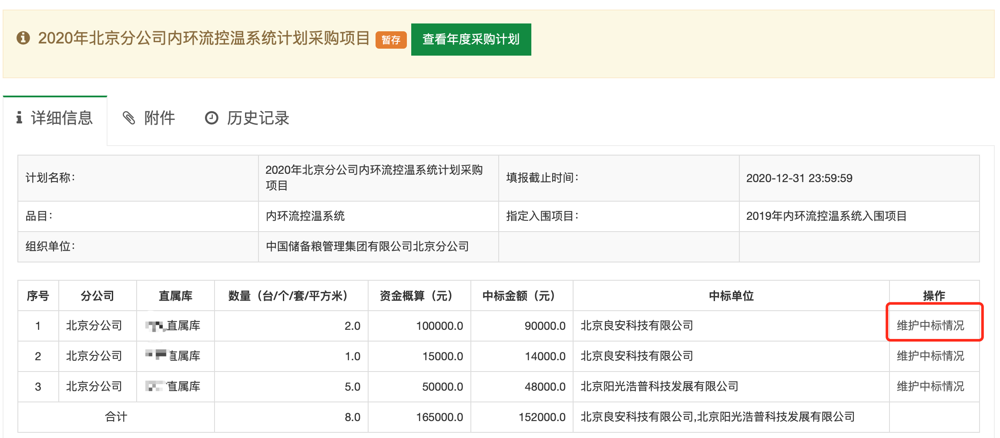 2020年北京分公司内环流控温系统计划采购项目 暂存 查看年度采购计划
详细信息 附件 历史记录
计划名称： 2020年北京分公司内环流控温系统计划采购项目 填报截止时间： 2020-12-31 23:59:59
品目： 内环流控温系统 指定入围项目： 2019年内环流控温系统入围项目
组织单位： 中国储备粮管理集团有限公司北京分公司
序号 分公司 直属库 数量（台/个/套/平方米） 资金概算（元） 中标金额（元） 中标单位 操作
1 北京分公司 直属库 2.0 100000.0 90000.0 北京良安科技有限公司 维护中标情况
2 北京分公司 直属库 1.0 15000.0 14000.0 北京良安科技有限公司 维护中标情况
3 北京分公司 直属库 5.0 50000.0 48000.0 北京阳光浩普科技发展有限公司 维护中标情况
合计 8.0 165000.0 152000.0 北京良安科技有限公司,北京阳光浩普科技发展有限公司